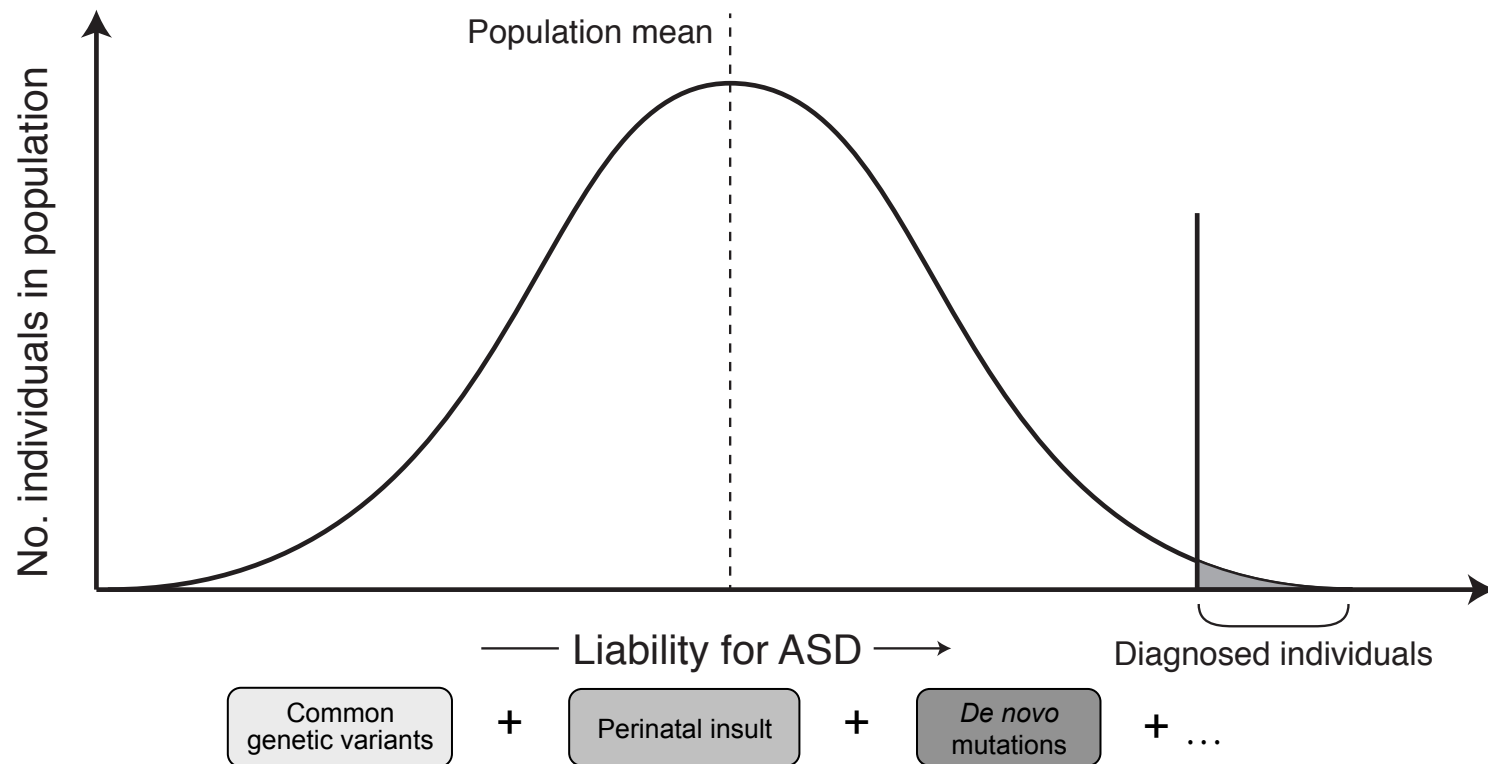 Population mean
No. individuals in population
Liability for ASD
Diagnosed individuals
Common
genetic variants
+
Perinatal insult
+
De novo
mutations
+ ...